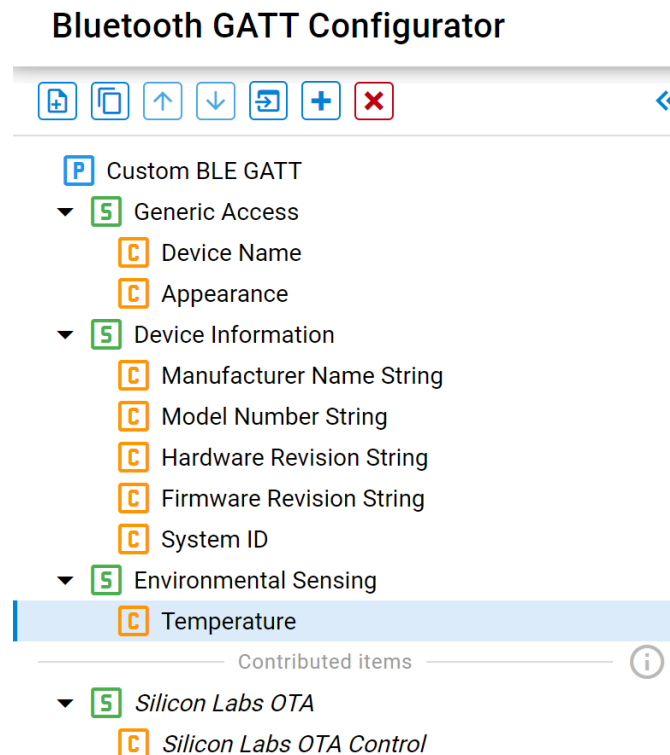 Bluetooth GATT Configurator
P Custom BLE GATT
S Generic Access
C Device Name
C Appearance
S Device Information
C Manufacturer Name String
C Model Number String
C Hardware Revision String
C Firmware Revision String
C System ID
S Environmental Sensing
C Temperature
Contributed items
S Silicon Labs OTA
C Silicon Labs OTA Control